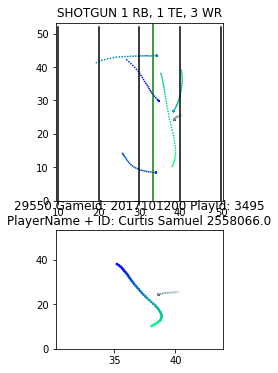 SHOTGUN 1 RB, 1 TE, 3 WR
50
40
30
20
10
0
10 20 30 40 50
29550 GameId: 2017101200 PlayId: 3495
PlayerName + ID: Curtis Samuel 2558066.0
40
20
0
35 40